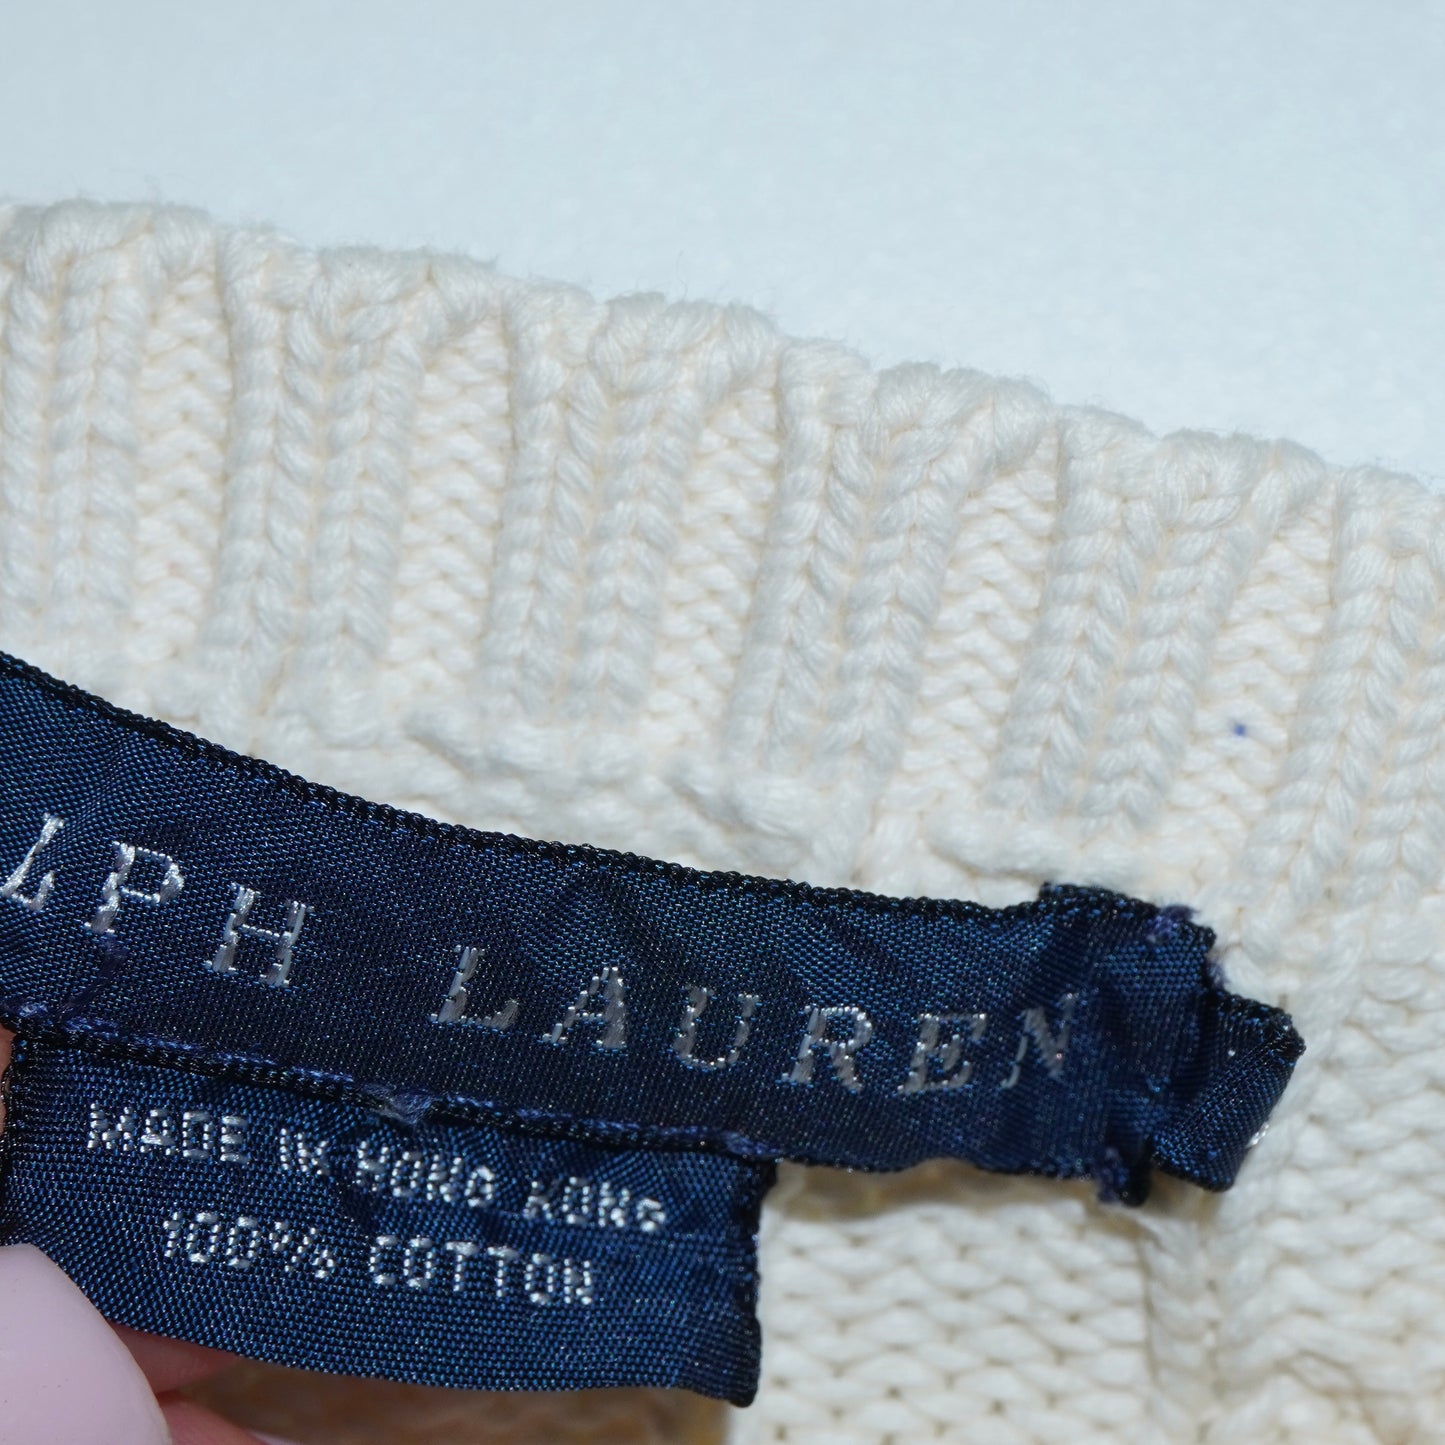 LPH LAUREN
MADE IN HONG KONG
100% COTTON